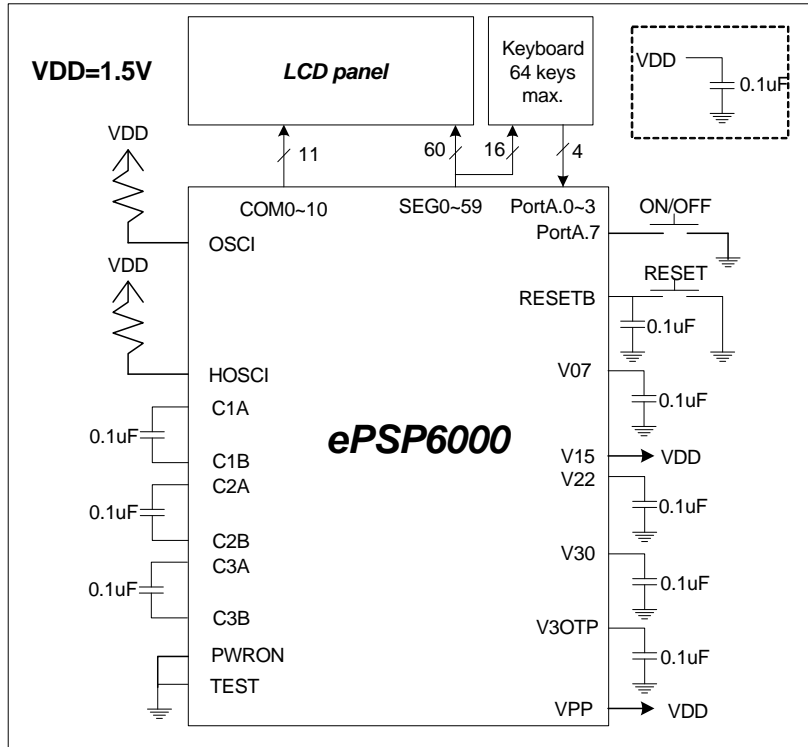 VDD=1.5V
LCD panel
Keyboard
64 keys
max.
VDD
0.1uF
VDD
11
60
16
4
COM0~10
SEG0~59
PortA.0~3
ON/OFF
OSCI
PortA.7
VDD
RESET
RESETB
0.1uF
HOSCI
V07
C1A
0.1uF
0.1uF
ePSP6000
C1B
V15
VDD
C2A
V22
0.1uF
0.1uF
C2B
V30
C3A
0.1uF
0.1uF
C3B
V3OTP
PWRON
0.1uF
TEST
VPP
VDD